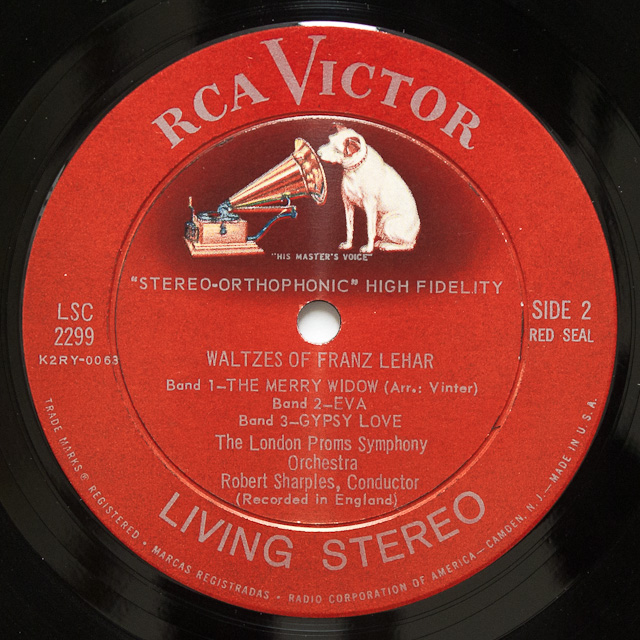 RCA VICTOR
"HIS MASTER'S VOICE"
"STEREO-ORTHOPHONIC" HIGH FIDELITY
LSC
2299
K2RY-0063
SIDE 2
RED SEAL
WALTZES OF FRANZ LEHAR
Band 1—THE MERRY WIDOW (Arr.: Vinter)
Band 2—EVA
Band 3—GYPSY LOVE
The London Proms Symphony
Orchestra
Robert Sharples, Conductor
(Recorded in England)
LIVING STEREO
TRADE MARKS ® REGISTERED • MARCAS REGISTRADAS • RADIO CORPORATION OF AMERICA—CAMDEN, N.J.—MADE IN U.S.A.